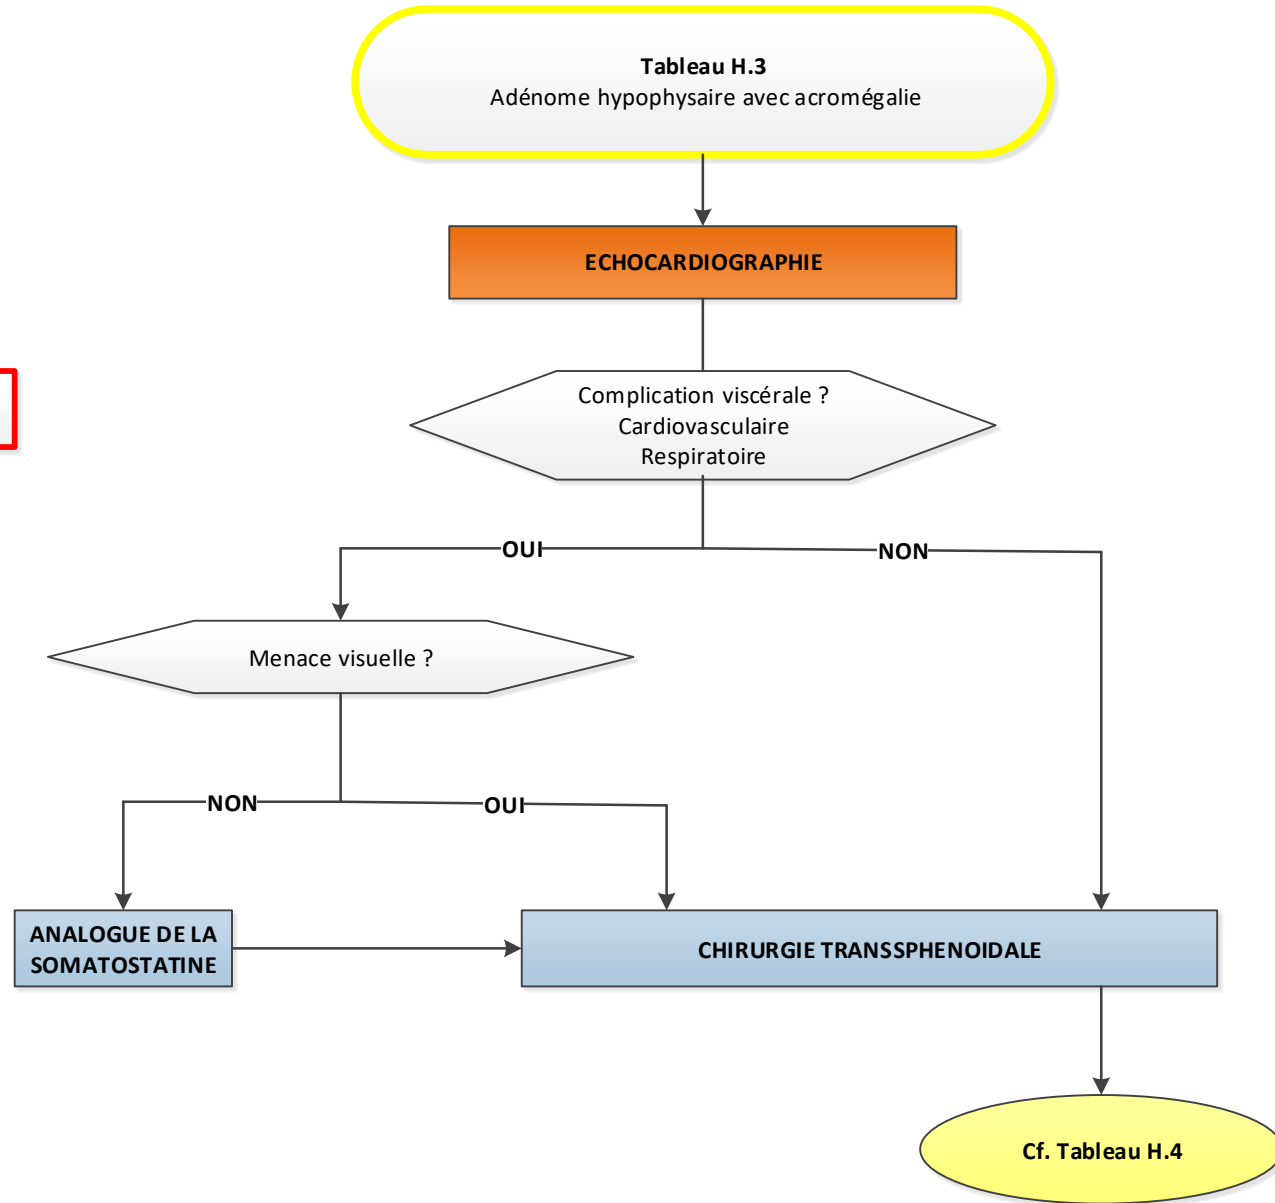 Tableau H.3
Adénome hypophysaire avec acromégalie
ECHOCARDIOGRAPHIE
Complication viscérale ?
Cardiovasculaire
Respiratoire
OUI
NON
Menace visuelle ?
NON
OUI
ANALOGUE DE LA
SOMATOSTATINE
CHIRURGIE TRANSSPHENOIDALE
Cf. Tableau H.4